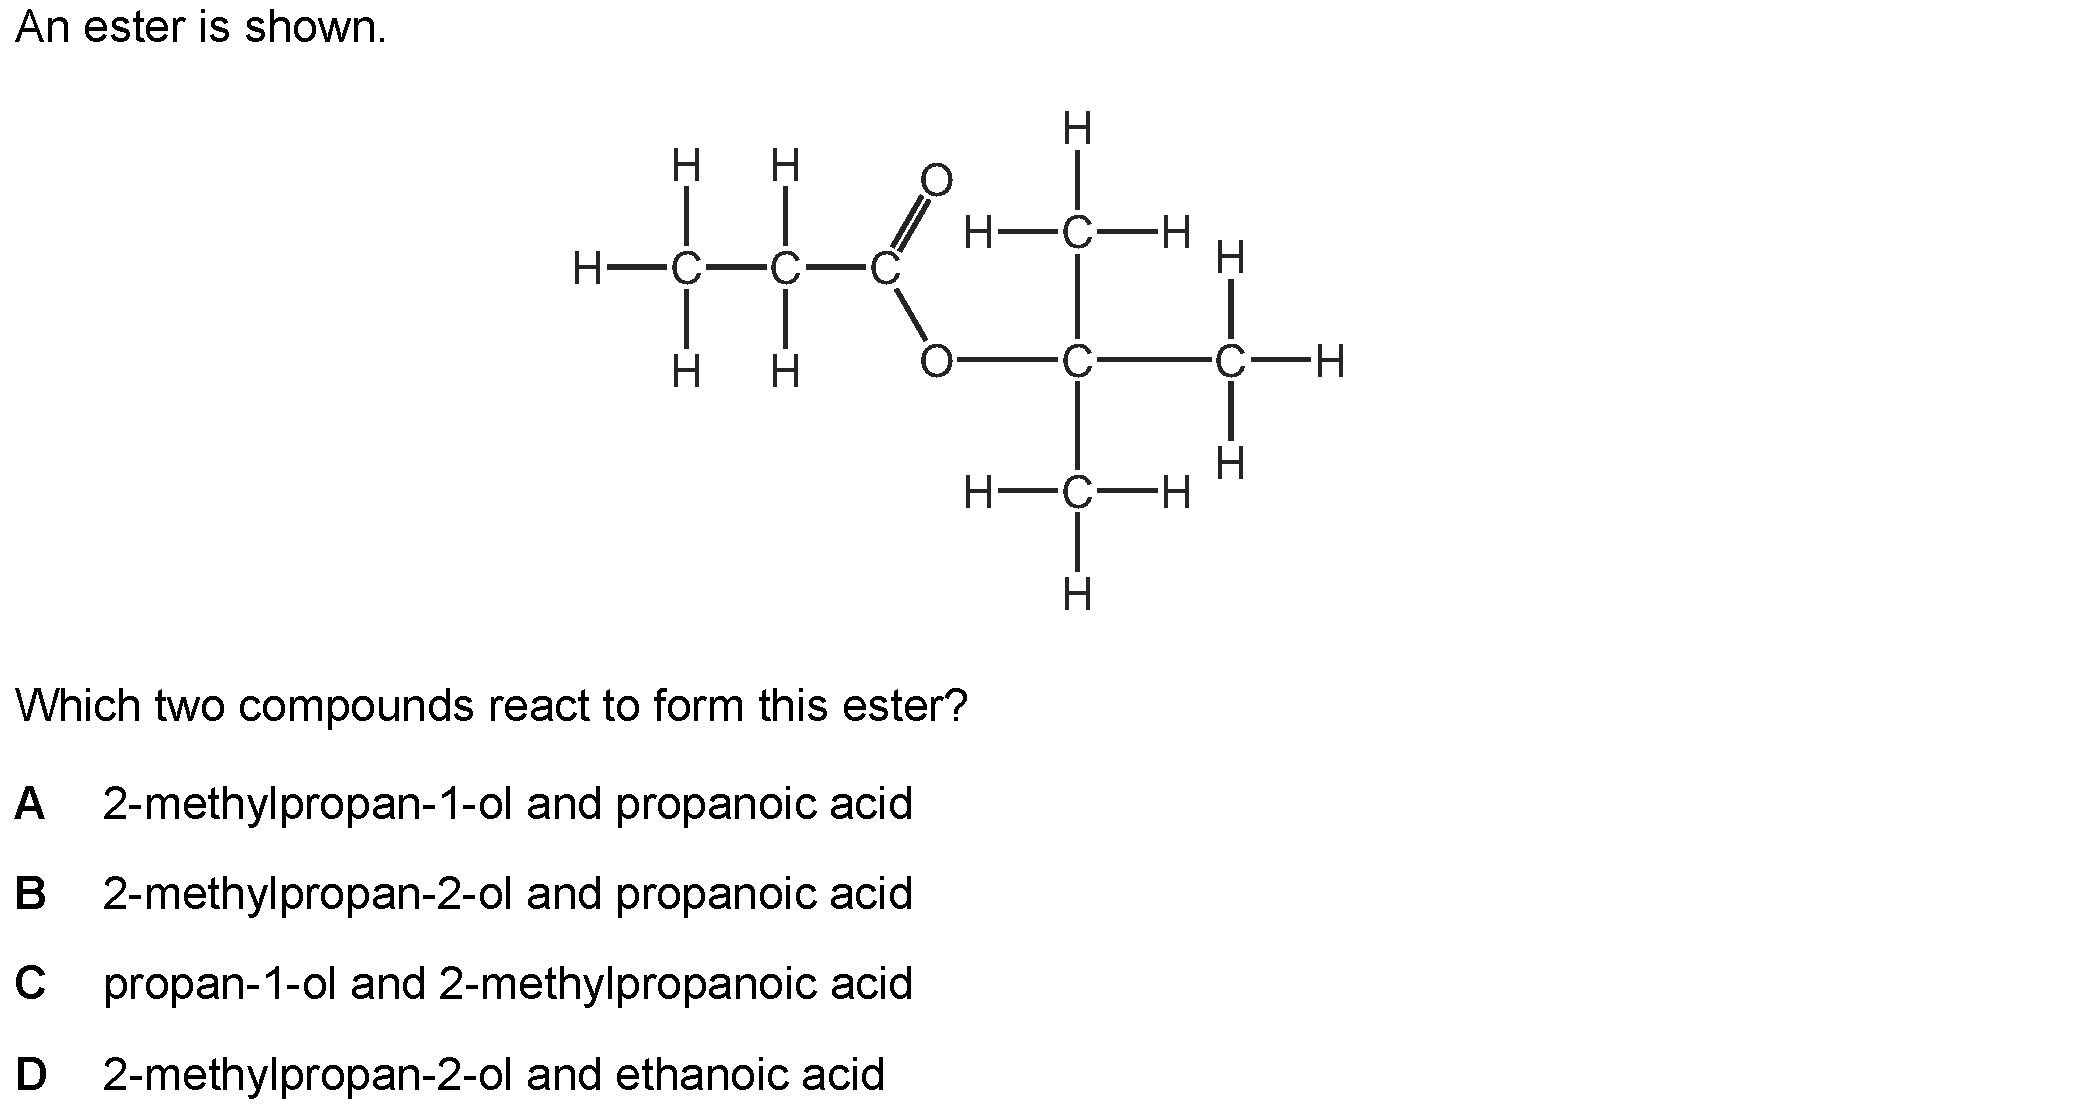 An ester is shown.
H
H H O H C H H
H C C C
H H O C C H
H C H H
H
Which two compounds react to form this ester?
A 2-methylpropan-1-ol and propanoic acid
B 2-methylpropan-2-ol and propanoic acid
C propan-1-ol and 2-methylpropanoic acid
D 2-methylpropan-2-ol and ethanoic acid